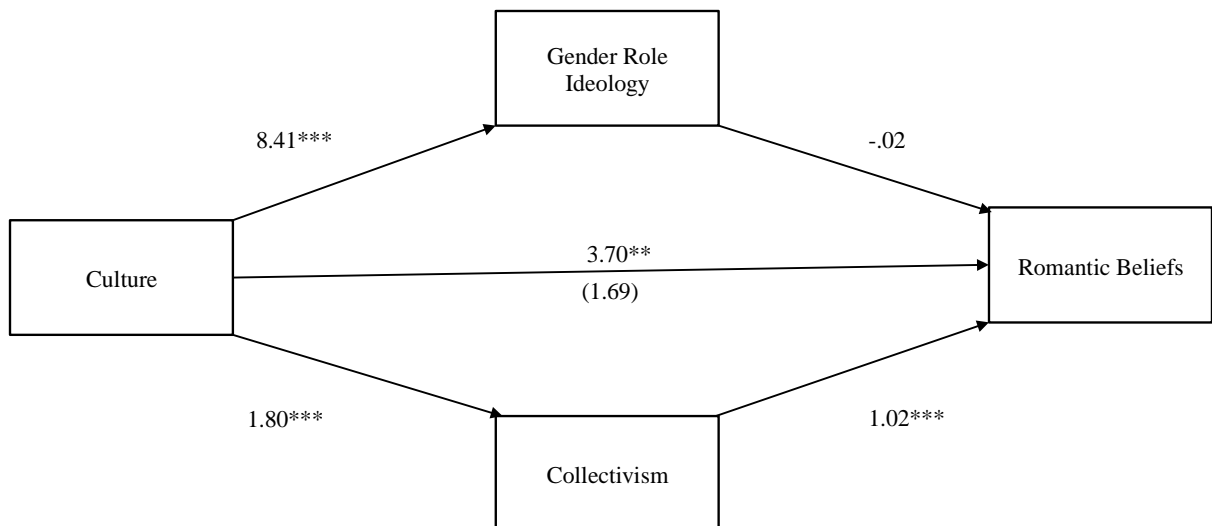 Gender Role
Ideology
8.41***
-.02
Culture
3.70**
(1.69)
Romantic Beliefs
1.80***
1.02***
Collectivism